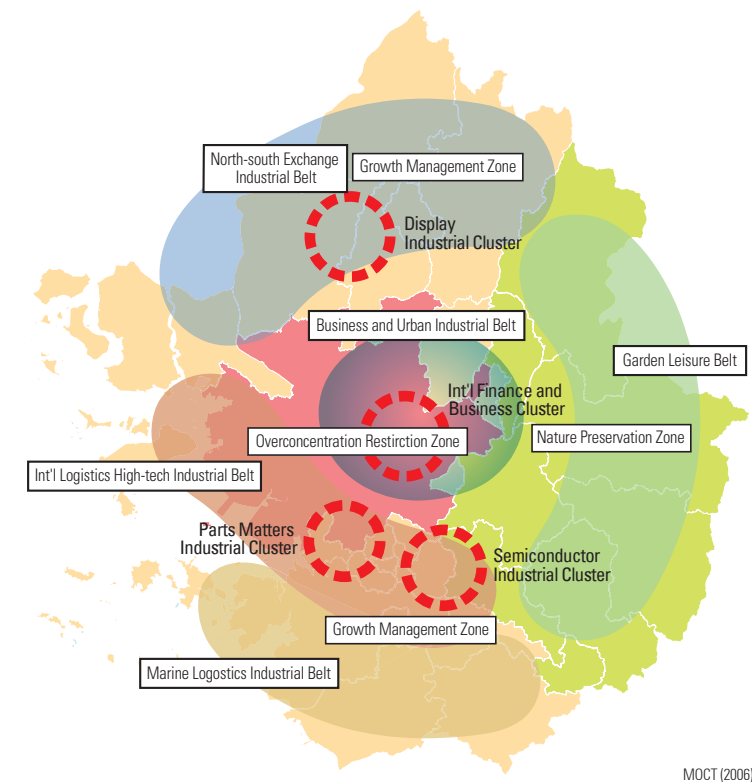 North-south Exchange
Industrial Belt
Growth Management Zone
Display
Industrial Cluster
Business and Urban Industrial Belt
Garden Leisure Belt
Int'l Finance and
Business Cluster
Overconcentration Restirction Zone
Nature Preservation Zone
Int'l Logistics High-tech Industrial Belt
Parts Matters
Industrial Cluster
Semiconductor
Industrial Cluster
Growth Management Zone
Marine Logostics Industrial Belt
MOCT (2006)